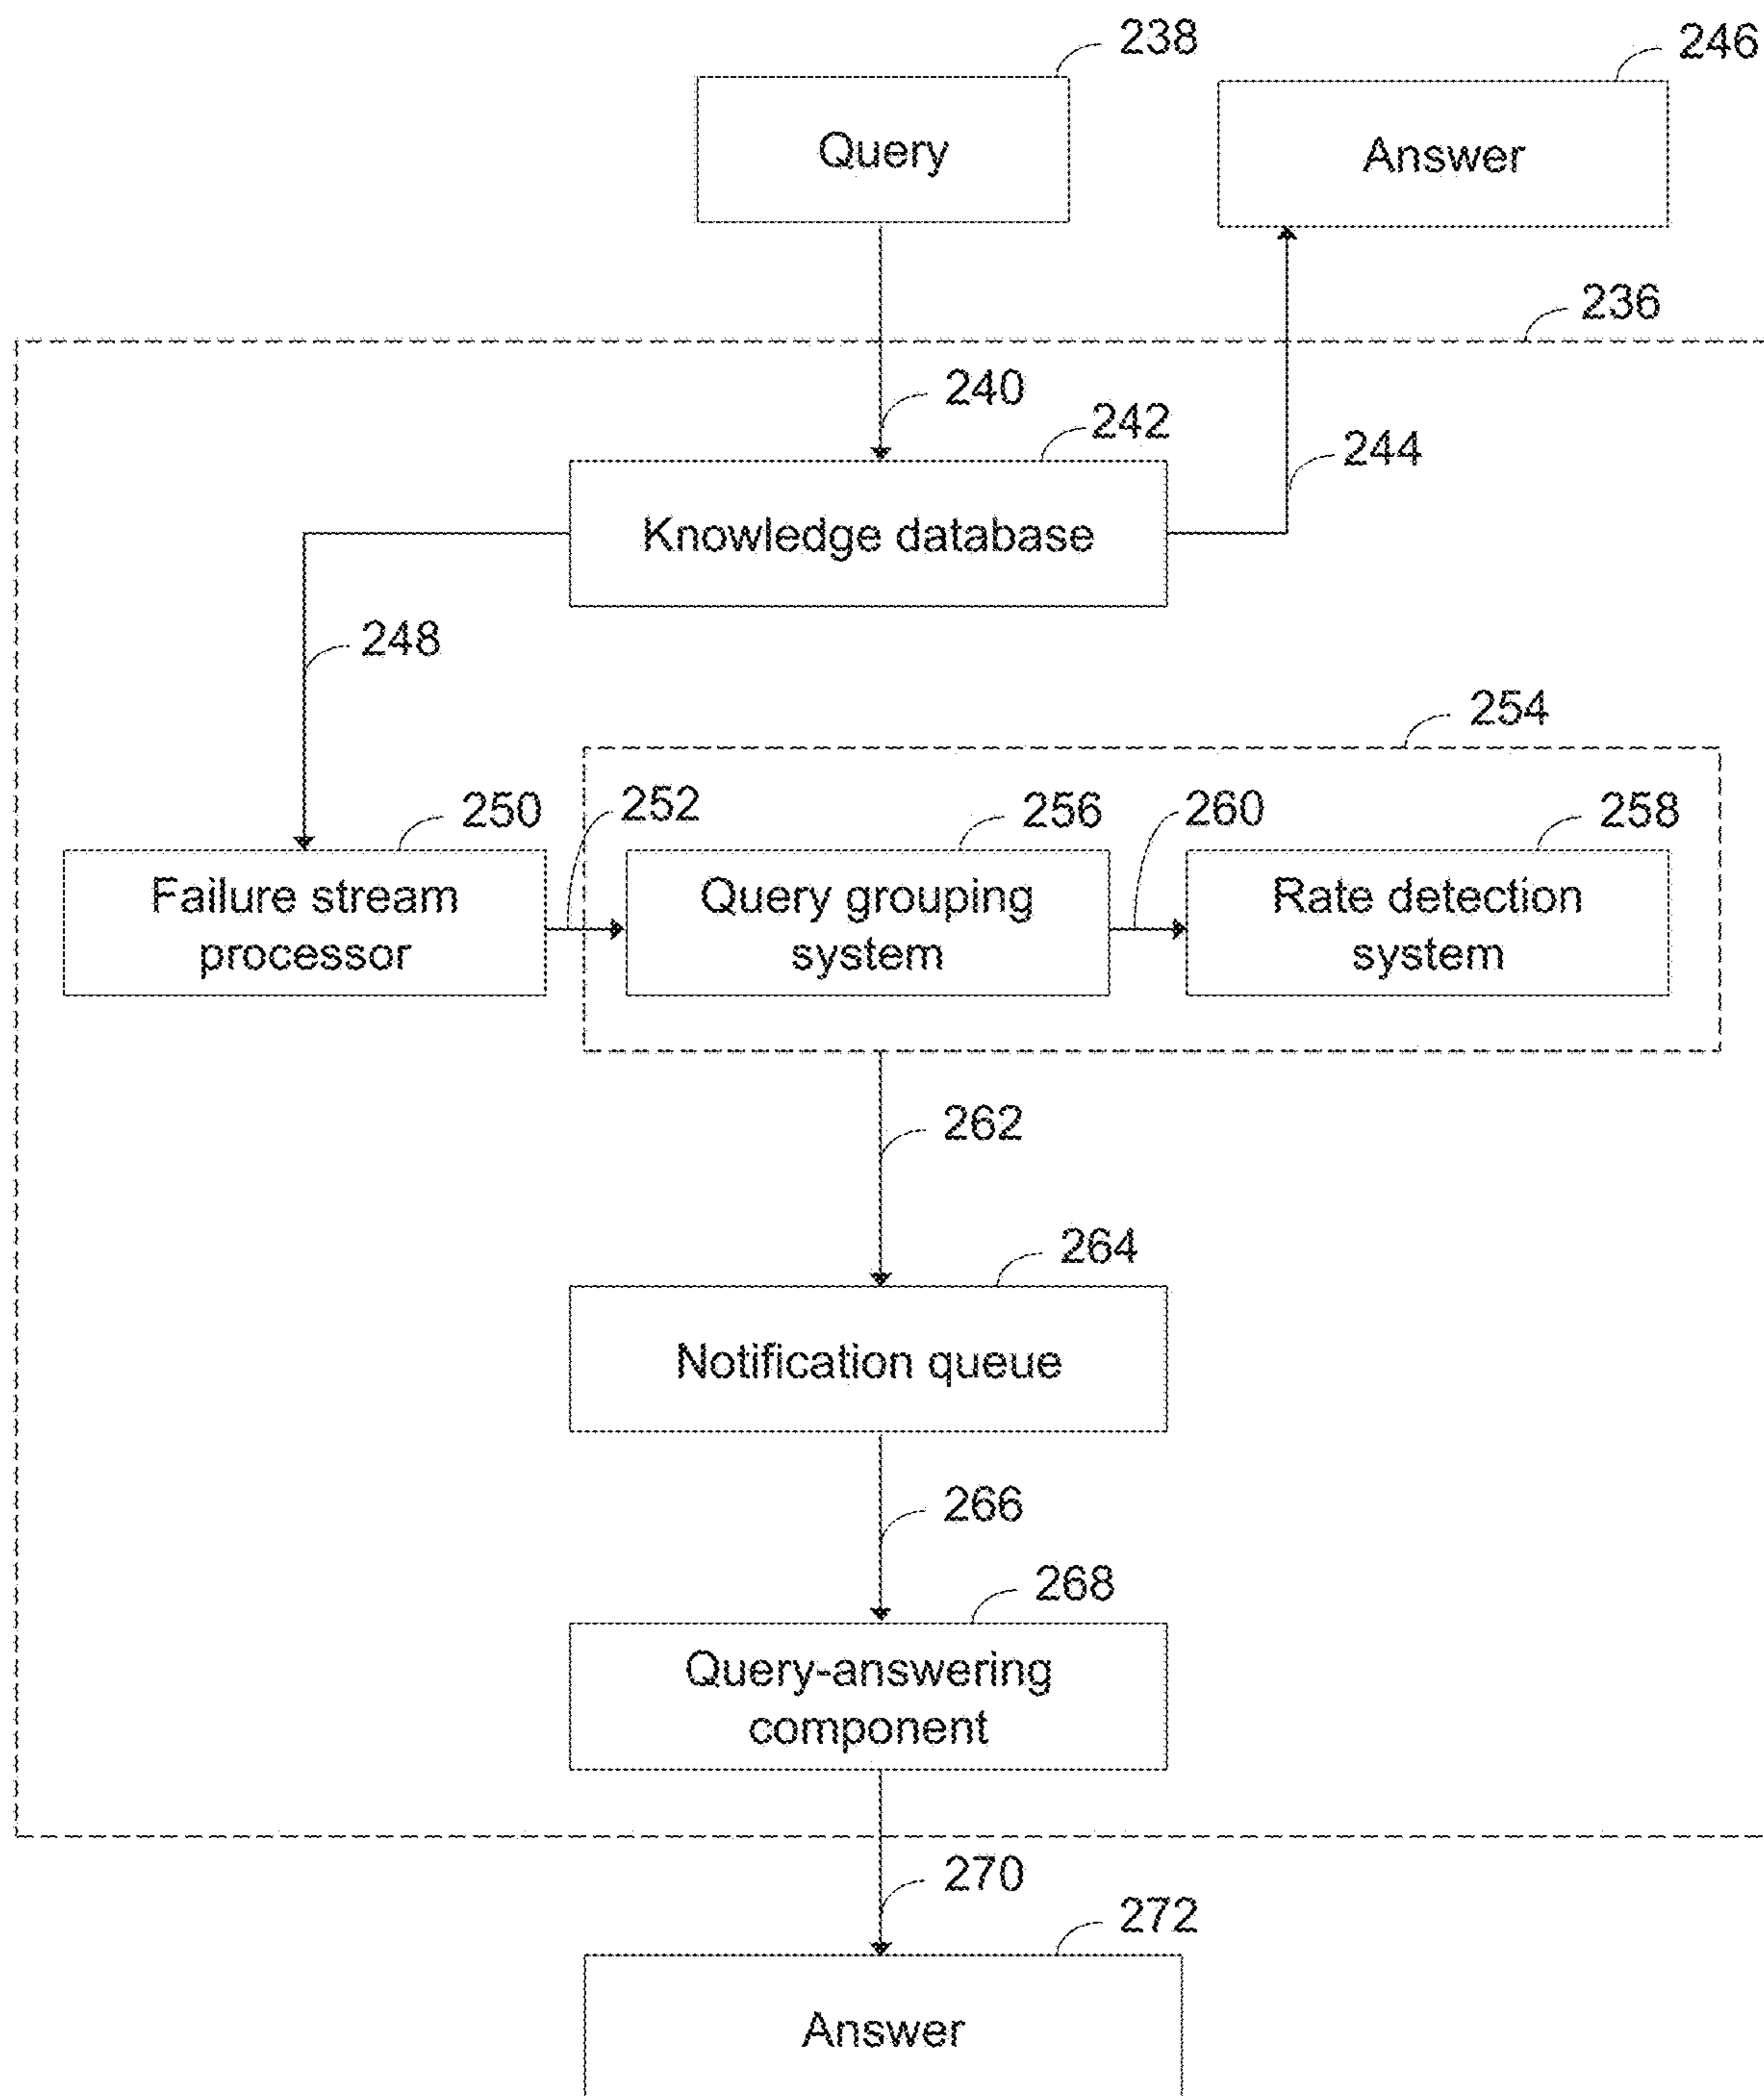 238
246
Query
Answer
236
240
242
244
Knowledge database
248
254
250
252
256
260
258
Failure stream
processor
Query grouping
system
Rate detection
system
262
264
Notification queue
266
268
Query-answering
component
270
272
Answer